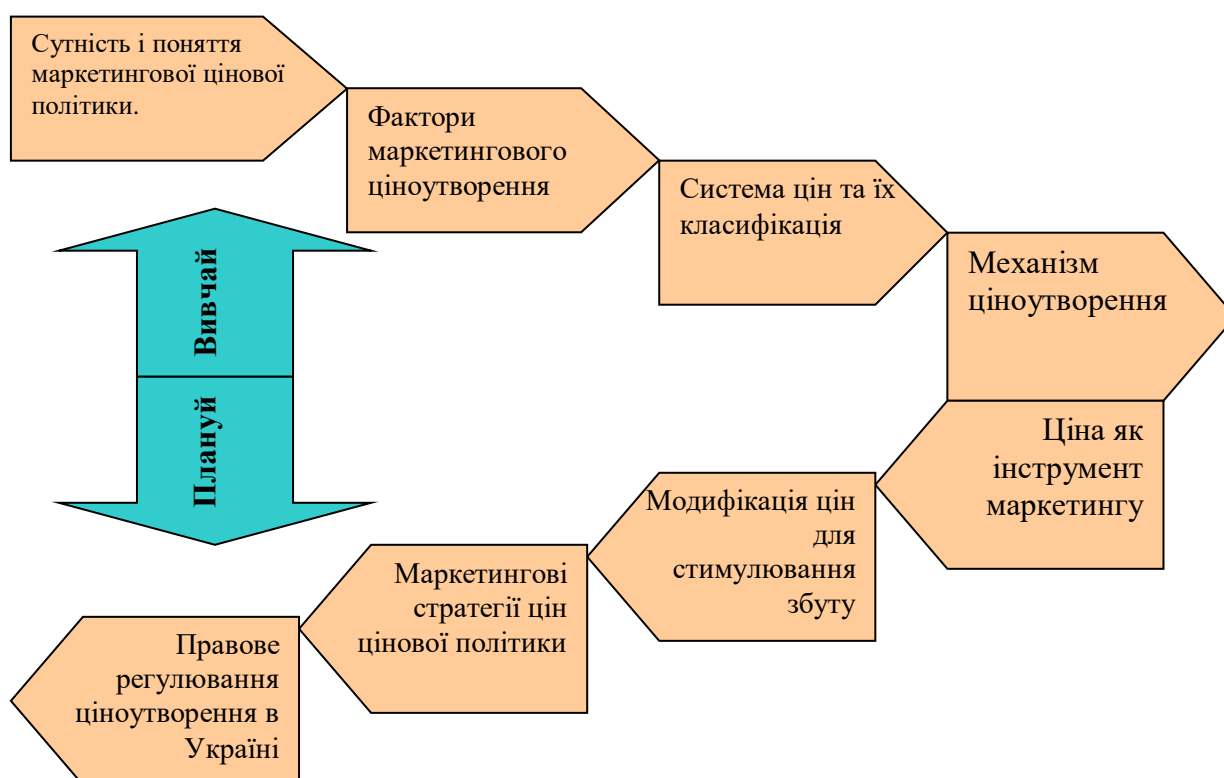 Сутність і поняття
маркетингової цінової
політики.
Фактори
маркетингового
ціноутворення
Система цін та їх
класифікація
Механізм
ціноутворення
Вивчай
Плануй
Ціна як
інструмент
маркетингу
Модифікація цін
для
стимулювання
збуту
Маркетингові
стратегії цін
цінової політики
Правове
регулювання
ціноутворення в
Україні